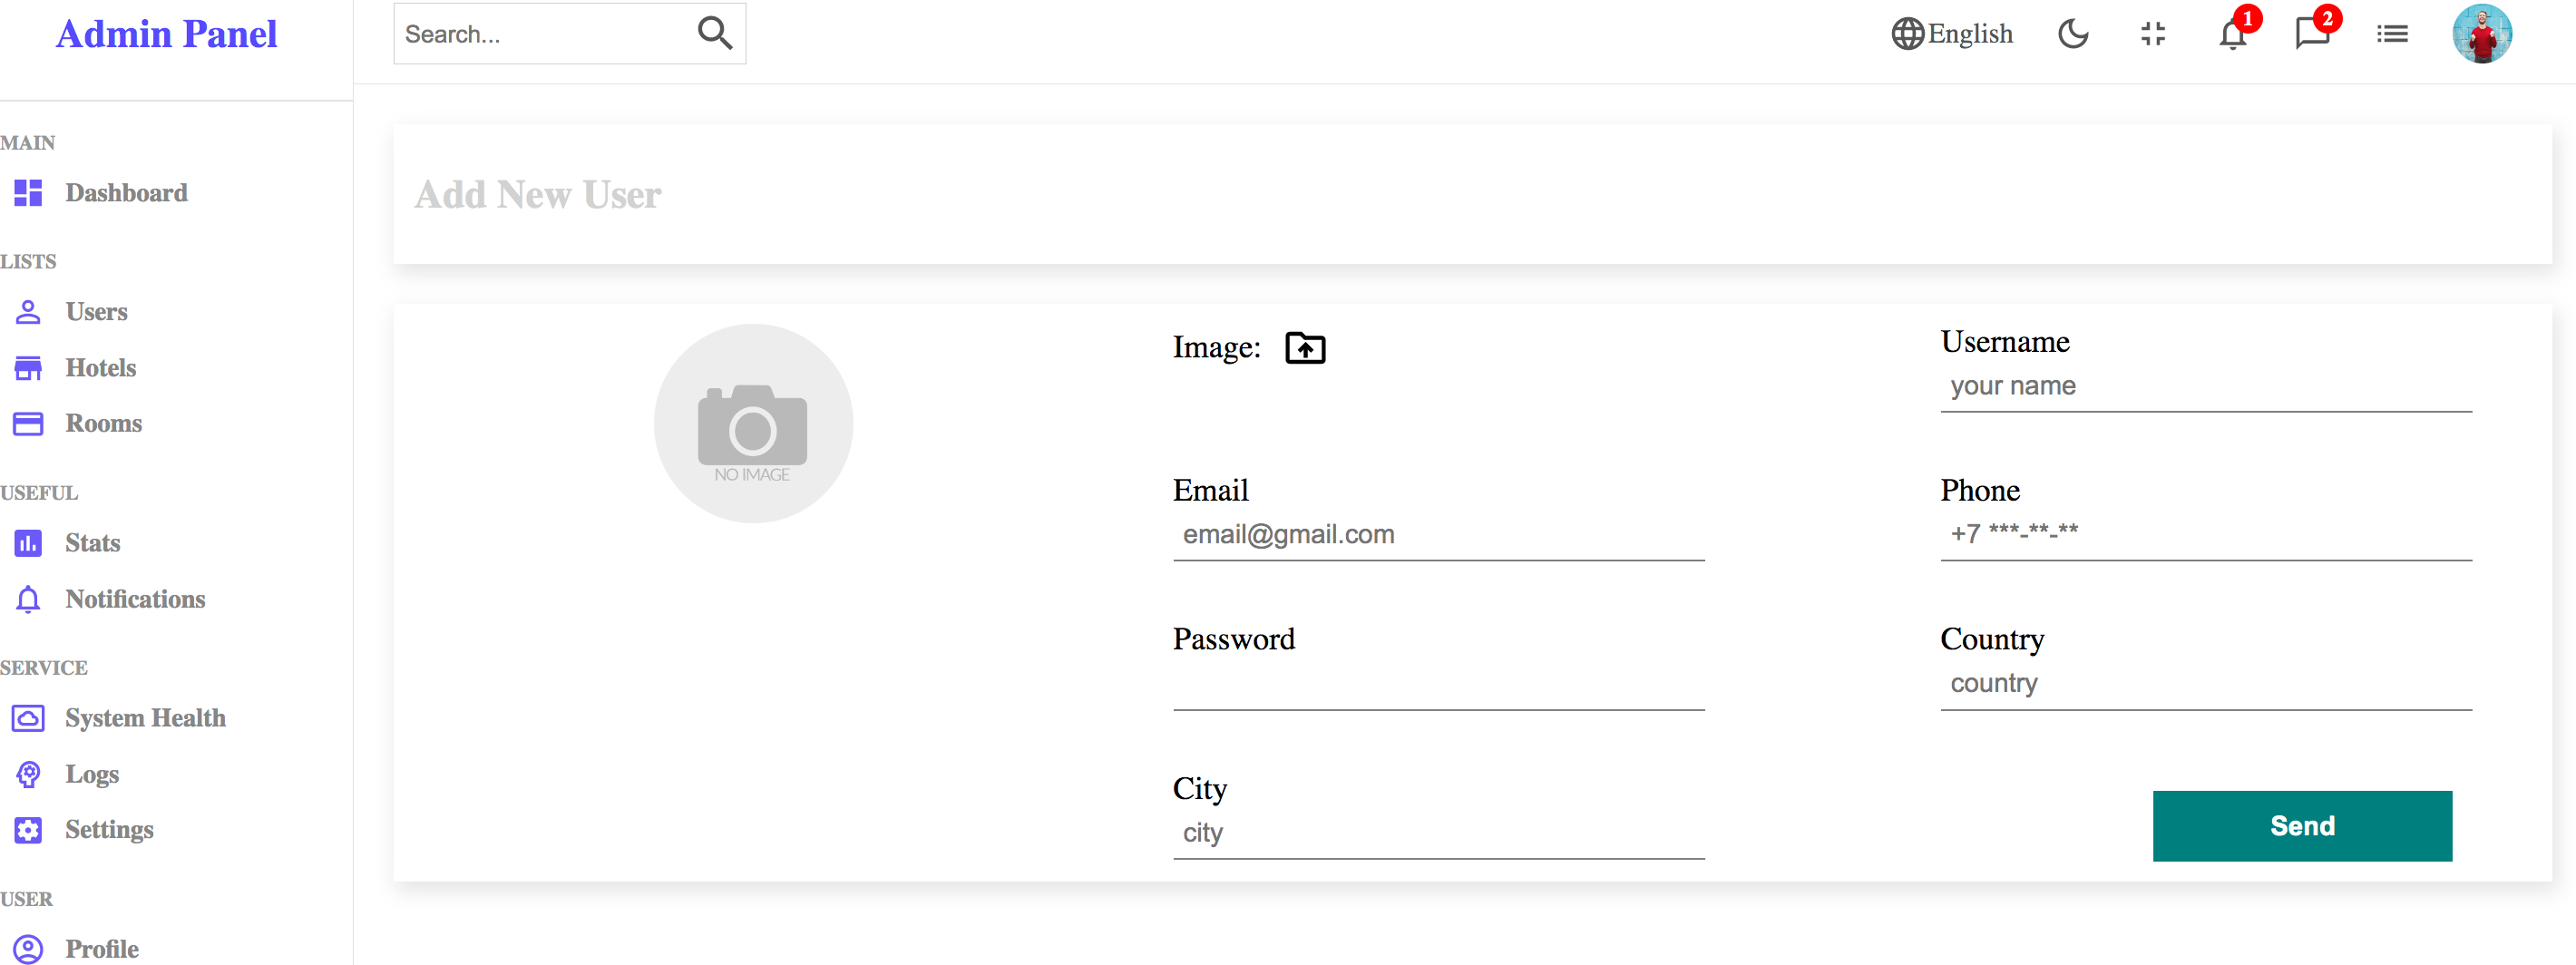 Admin Panel
Search...
English
1
2
MAIN
Dashboard
LISTS
Users
Hotels
Rooms
USEFUL
Stats
Notifications
SERVICE
System Health
Logs
Settings
USER
Profile
Add New User
NO IMAGE
Image:
Username
your name
Email
email@gmail.com
Phone
+7 ***-**-**
Password
Country
country
City
city
Send